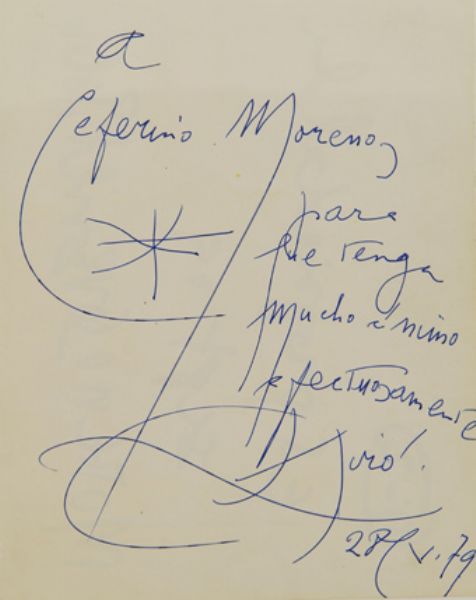 a
Ceferino Moreno,
para
que tenga
mucho ánimo
afectuosamente
Miró.
28/V.79